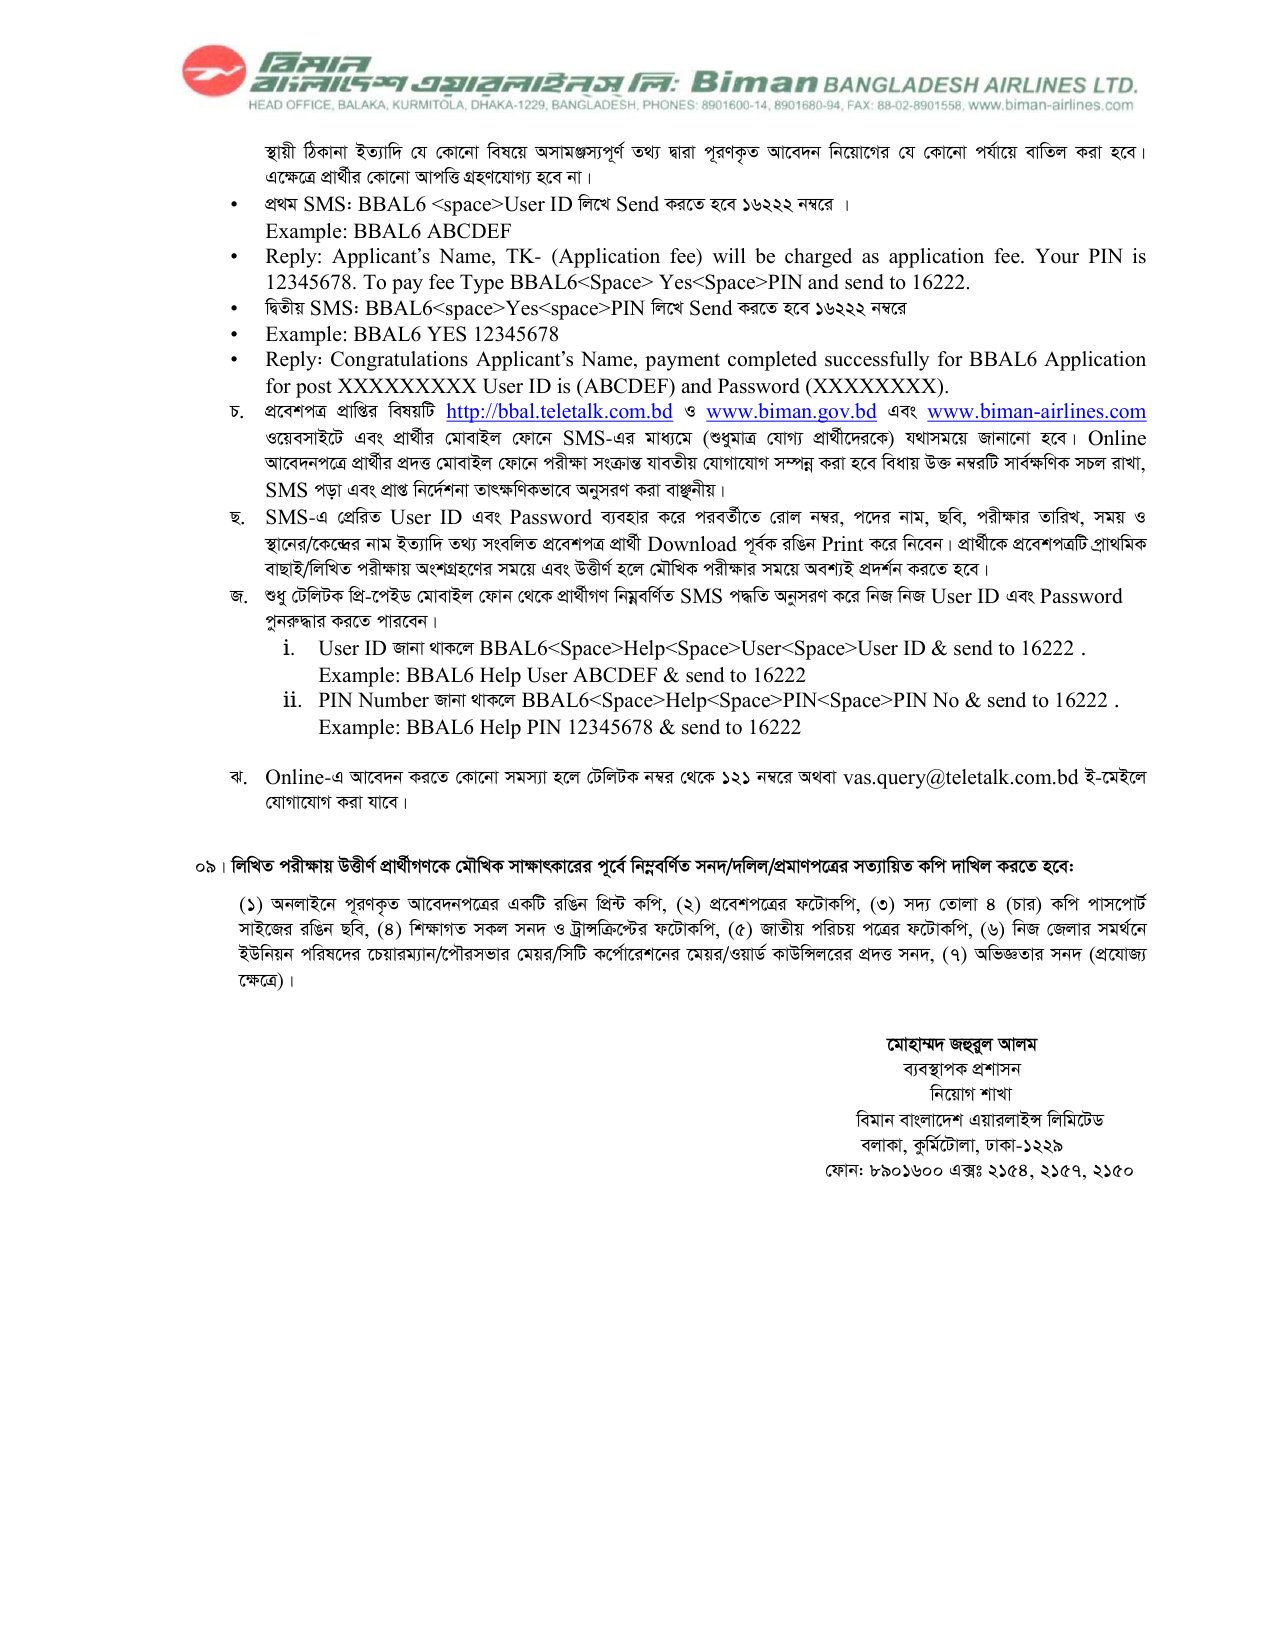 বিমান
বাংলাদেশ এয়ারলাইনস্ লি: Biman BANGLADESH AIRLINES LTD.
HEAD OFFICE, BALAKA, KURMITOLA, DHAKA-1229, BANGLADESH, PHONES: 8901600-14, 8901680-94, FAX: 88-02-8901558, www.biman-airlines.com
স্থায়ী ঠিকানা ইত্যাদি যে কোনো বিষয়ে অসামঞ্জস্যপূর্ণ তথ্য দ্বারা পূরণকৃত আবেদন নিয়োগের যে কোনো পর্যায়ে বাতিল করা হবে।
এক্ষেত্রে প্রার্থীর কোনো আপত্তি গ্রহণযোগ্য হবে না।
• প্রথম SMS: BBAL6 <space>User ID লিখে Send করতে হবে ১৬২২২ নম্বরে ।
Example: BBAL6 ABCDEF
• Reply: Applicant's Name, TK- (Application fee) will be charged as application fee. Your PIN is
12345678. To pay fee Type BBAL6<Space> Yes<Space>PIN and send to 16222.
• দ্বিতীয় SMS: BBAL6<space>Yes<space>PIN লিখে Send করতে হবে ১৬২২২ নম্বরে
• Example: BBAL6 YES 12345678
• Reply: Congratulations Applicant's Name, payment completed successfully for BBAL6 Application
for post XXXXXXXXX User ID is (ABCDEF) and Password (XXXXXXXX).
চ. প্রবেশপত্র প্রাপ্তির বিষয়টি http://bbal.teletalk.com.bd ও www.biman.gov.bd এবং www.biman-airlines.com
ওয়েবসাইটে এবং প্রার্থীর মোবাইল ফোনে SMS-এর মাধ্যমে (শুধুমাত্র যোগ্য প্রার্থীদেরকে) যথাসময়ে জানানো হবে। Online
আবেদনপত্রে প্রার্থীর প্রদত্ত মোবাইল ফোনে পরীক্ষা সংক্রান্ত যাবতীয় যোগাযোগ সম্পন্ন করা হবে বিধায় উক্ত নম্বরটি সার্বক্ষণিক সচল রাখা,
SMS পড়া এবং প্রাপ্ত নির্দেশনা তাৎক্ষণিকভাবে অনুসরণ করা বাঞ্ছনীয়।
ছ. SMS-এ প্রেরিত User ID এবং Password ব্যবহার করে পরবর্তীতে রোল নম্বর, পদের নাম, ছবি, পরীক্ষার তারিখ, সময় ও
স্থানের/কেন্দ্রের নাম ইত্যাদি তথ্য সংবলিত প্রবেশপত্র প্রার্থী Download পূর্বক রঙিন Print করে নিবেন। প্রার্থীকে প্রবেশপত্রটি প্রাথমিক
বাছাই/লিখিত পরীক্ষায় অংশগ্রহণের সময়ে এবং উত্তীর্ণ হলে মৌখিক পরীক্ষার সময়ে অবশ্যই প্রদর্শন করতে হবে।
জ. শুধু টেলিটক প্রি-পেইড মোবাইল ফোন থেকে প্রার্থীগণ নিম্নবর্ণিত SMS পদ্ধতি অনুসরণ করে নিজ নিজ User ID এবং Password
পুনরুদ্ধার করতে পারবেন।
i. User ID জানা থাকলে BBAL6<Space>Help<Space>User<Space>User ID & send to 16222 .
Example: BBAL6 Help User ABCDEF & send to 16222
ii. PIN Number জানা থাকলে BBAL6<Space>Help<Space>PIN<Space>PIN No & send to 16222 .
Example: BBAL6 Help PIN 12345678 & send to 16222
ঝ. Online-এ আবেদন করতে কোনো সমস্যা হলে টেলিটক নম্বর থেকে ১২১ নম্বরে অথবা vas.query@teletalk.com.bd ই-মেইলে
যোগাযোগ করা যাবে।
০৯। লিখিত পরীক্ষায় উত্তীর্ণ প্রার্থীগণকে মৌখিক সাক্ষাৎকারের পূর্বে নিম্নবর্ণিত সনদ/দলিল/প্রমাণপত্রের সত্যায়িত কপি দাখিল করতে হবে:
(১) অনলাইনে পূরণকৃত আবেদনপত্রের একটি রঙিন প্রিন্ট কপি, (২) প্রবেশপত্রের ফটোকপি, (৩) সদ্য তোলা ৪ (চার) কপি পাসপোর্ট
সাইজের রঙিন ছবি, (৪) শিক্ষাগত সকল সনদ ও ট্রান্সক্রিপ্টের ফটোকপি, (৫) জাতীয় পরিচয় পত্রের ফটোকপি, (৬) নিজ জেলার সমর্থনে
ইউনিয়ন পরিষদের চেয়ারম্যান/পৌরসভার মেয়র/সিটি কর্পোরেশনের মেয়র/ওয়ার্ড কাউন্সিলরের প্রদত্ত সনদ, (৭) অভিজ্ঞতার সনদ (প্রযোজ্য
ক্ষেত্রে)।
মোহাম্মদ জহুরুল আলম
ব্যবস্থাপক প্রশাসন
নিয়োগ শাখা
বিমান বাংলাদেশ এয়ারলাইন্স লিমিটেড
বলাকা, কুর্মিটোলা, ঢাকা-১২২৯
ফোন: ৮৯০১৬০০ এক্সঃ ২১৫৪, ২১৫৭, ২১৫০